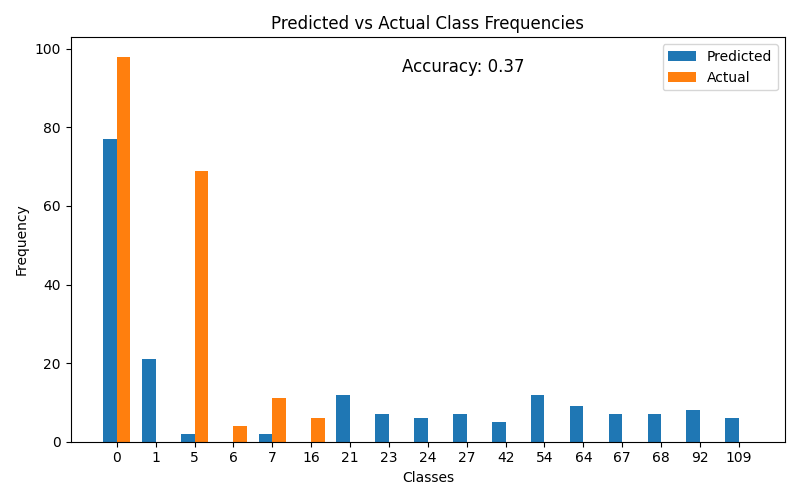 Predicted vs Actual Class Frequencies
Accuracy: 0.37
Predicted
Actual
Frequency
100
80
60
40
20
0
0 1 5 6 7 16 21 23 24 27 42 54 64 67 68 92 109
Classes